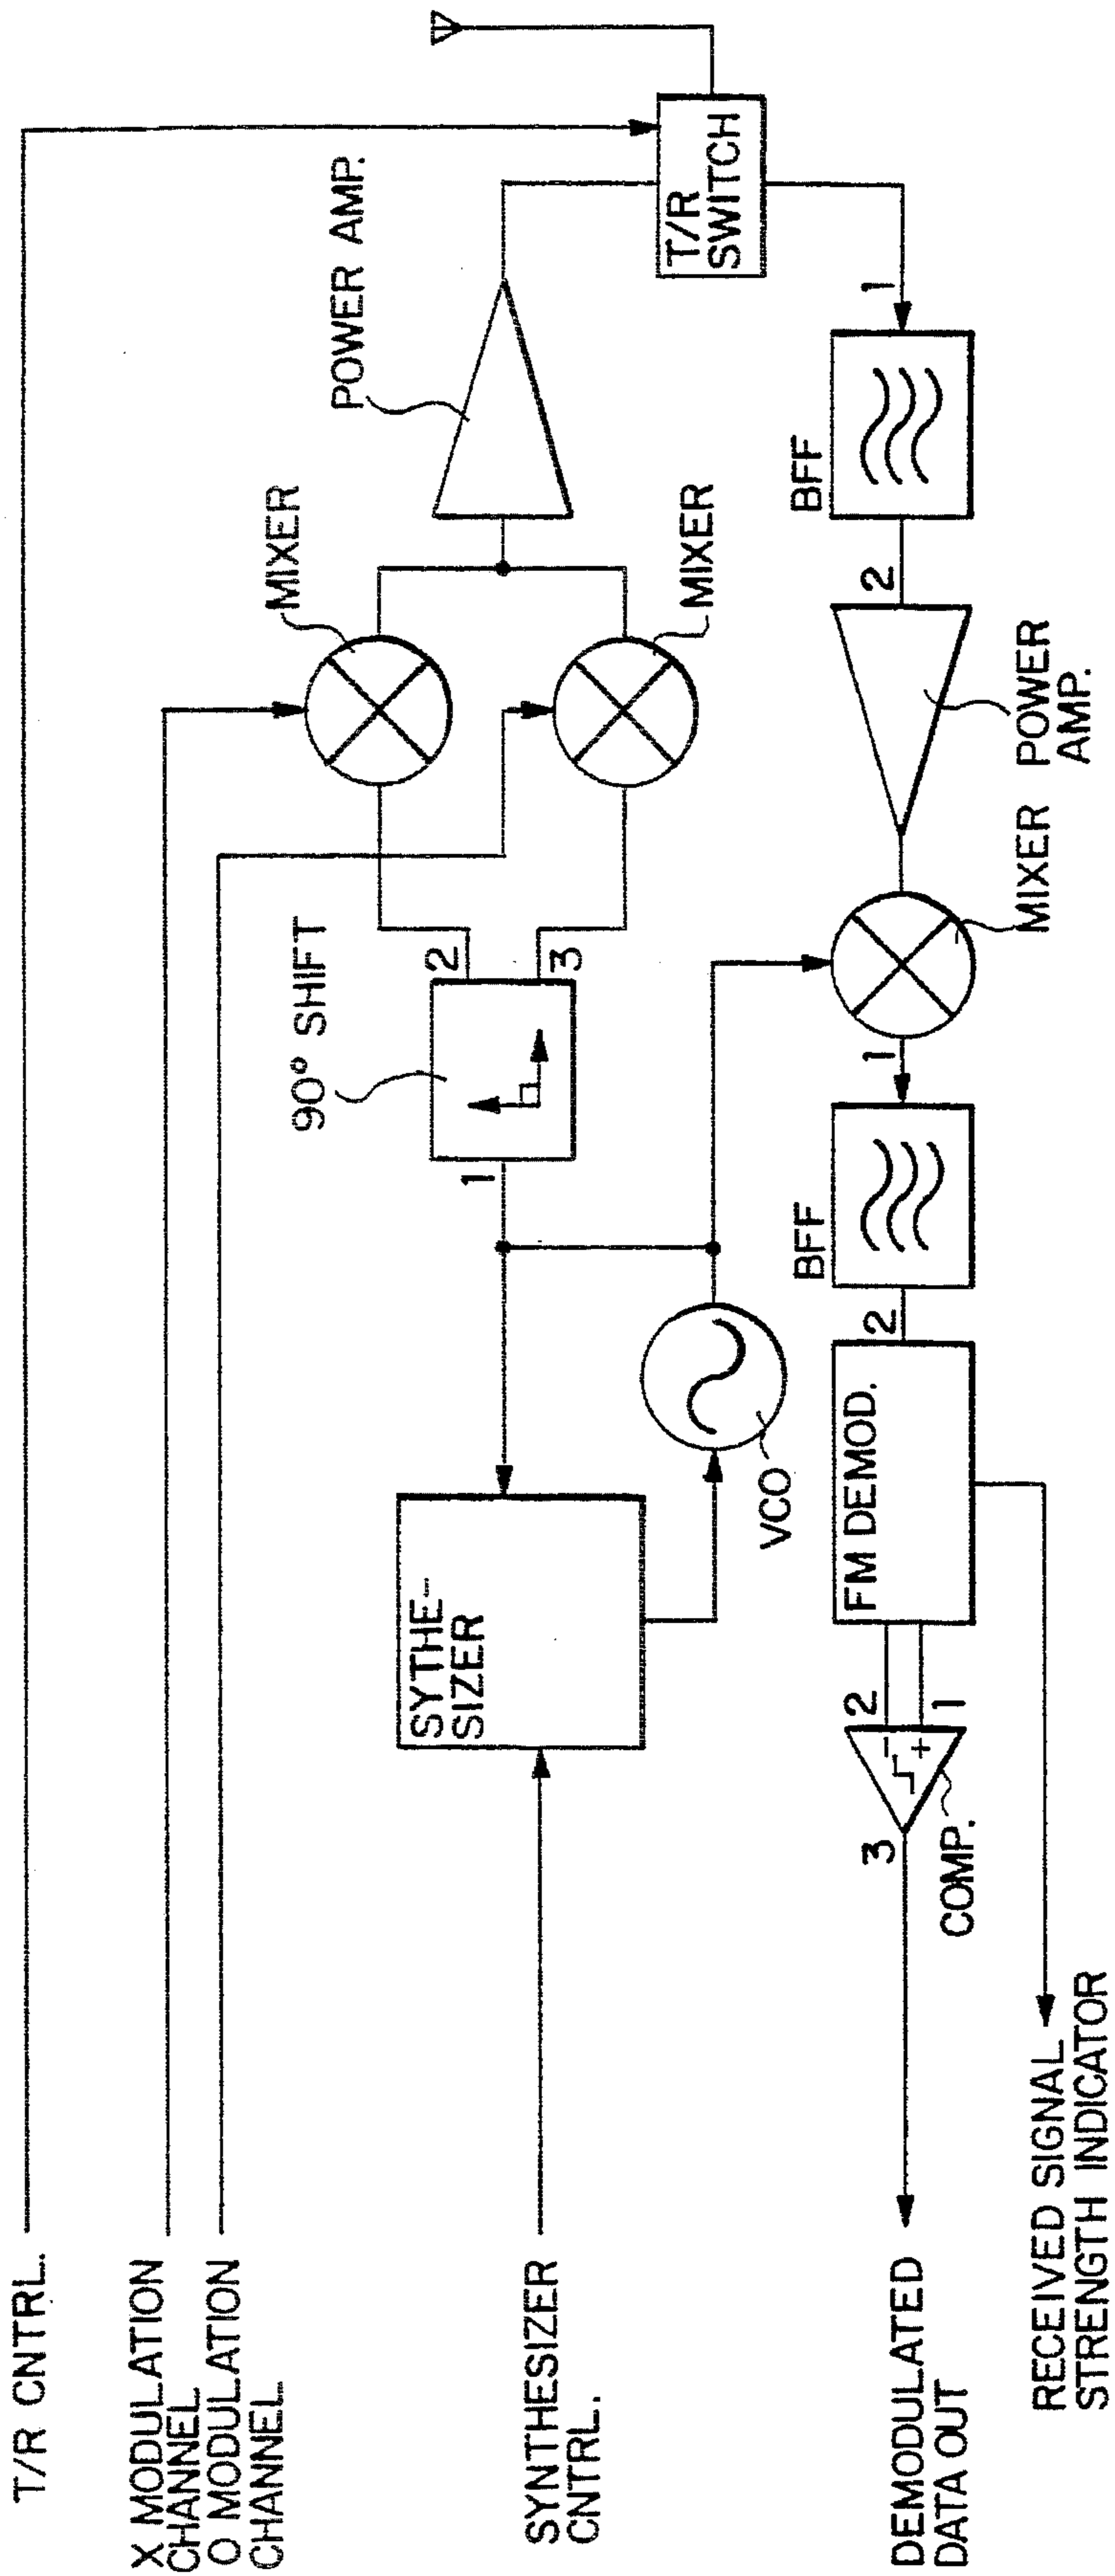 T/R CNTRL.
X MODULATION
CHANNEL
O MODULATION
CHANNEL
SYNTHESIZER
CNTRL.
DEMODULATED
DATA OUT
RECEIVED SIGNAL
STRENGTH INDICATOR
SYTHE-
SIZER
VCO
90° SHIFT
1
2
3
MIXER
MIXER
POWER AMP.
T/R
SWITCH
1
BFF
2
POWER
AMP.
MIXER
1
BFF
2
FM DEMOD.
2
1
-
+
3
COMP.